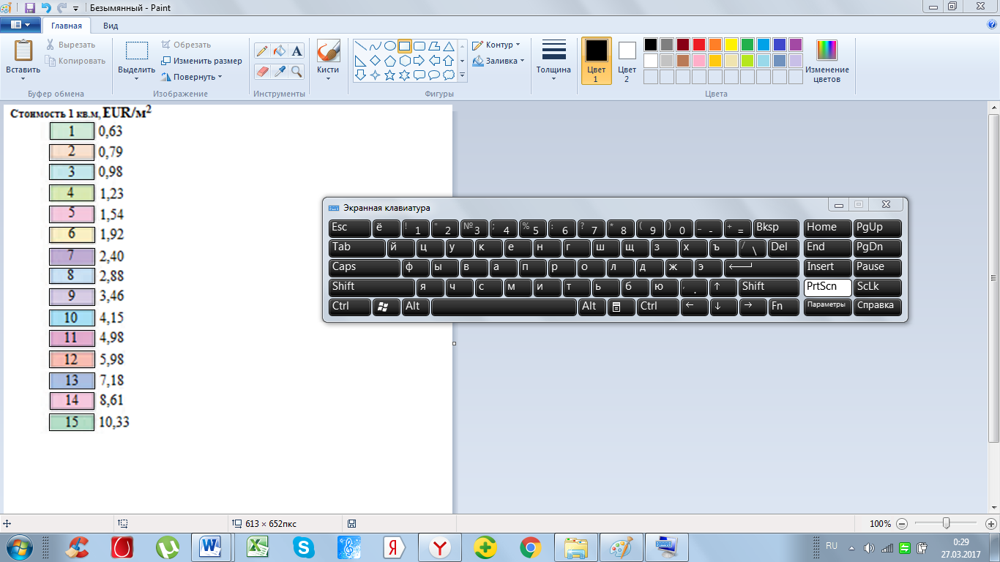 Безымянный - Paint
Главная Вид
Вставить
Вырезать
Копировать
Буфер обмена
Выделить
Обрезать
Изменить размер
Повернуть
Изображение
A
Инструменты
Кисти
Контур
Заливка
Фигуры
Толщина
Цвет 1
Цвет 2
Изменение цветов
Цвета
Стоимость 1 кв.м, EUR/м2
1 0,63
2 0,79
3 0,98
4 1,23
5 1,54
6 1,92
7 2,40
8 2,88
9 3,46
10 4,15
11 4,98
12 5,98
13 7,18
14 8,61
15 10,33
Экранная клавиатура
Esc ё ! 1 " 2 № 3 ; 4 % 5 : 6 ? 7 * 8 ( 9 ) 0 _ - + = Bksp Home PgUp
Tab й ц у к е н г ш щ з х ъ / \ Del End PgDn
Caps ф ы в а п р о л д ж э Insert Pause
Shift я ч с м и т ь б ю , . ↑ Shift PrtScn ScLk
Ctrl Alt Alt Ctrl ← ↓ → Fn Параметры Справка
613 × 652пкс 100%
RU 0:29
27.03.2017